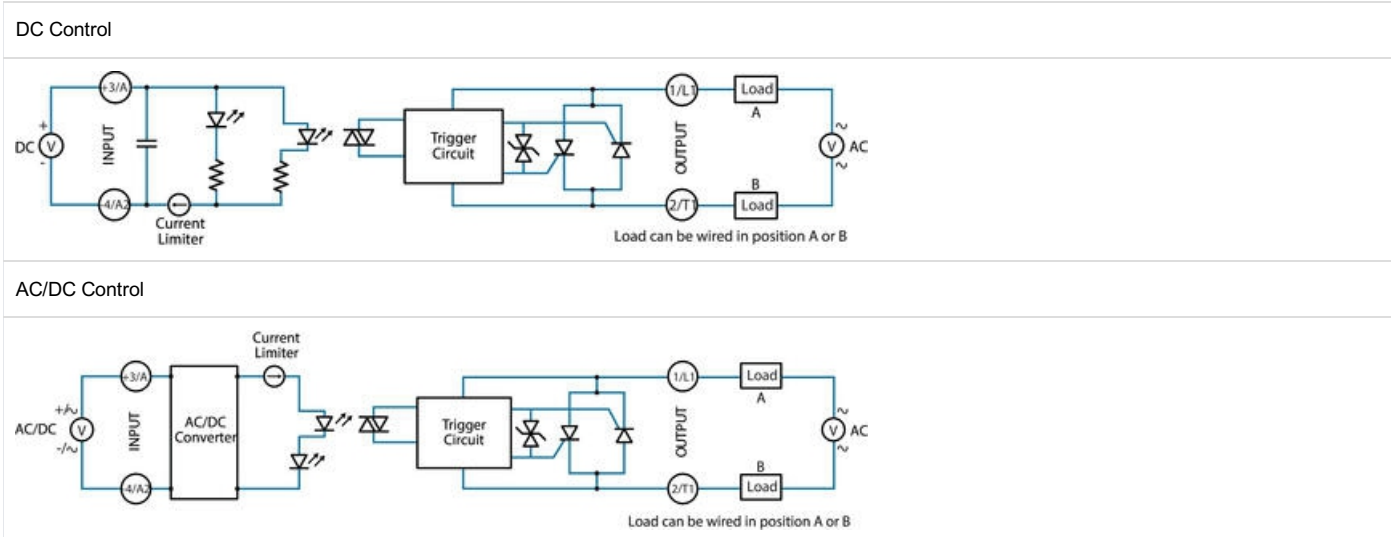 DC Control
+3/A
1/L1
Load
A
+
DC
V
-
INPUT
Trigger
Circuit
OUTPUT
V
AC
~
~
-4/A2
Current
Limiter
2/T1
B
Load
Load can be wired in position A or B
AC/DC Control
Current
Limiter
+3/A
1/L1
Load
A
+/~
AC/DC
V
-/~
INPUT
AC/DC
Converter
Trigger
Circuit
OUTPUT
V
AC
~
~
-4/A2
2/T1
B
Load
Load can be wired in position A or B